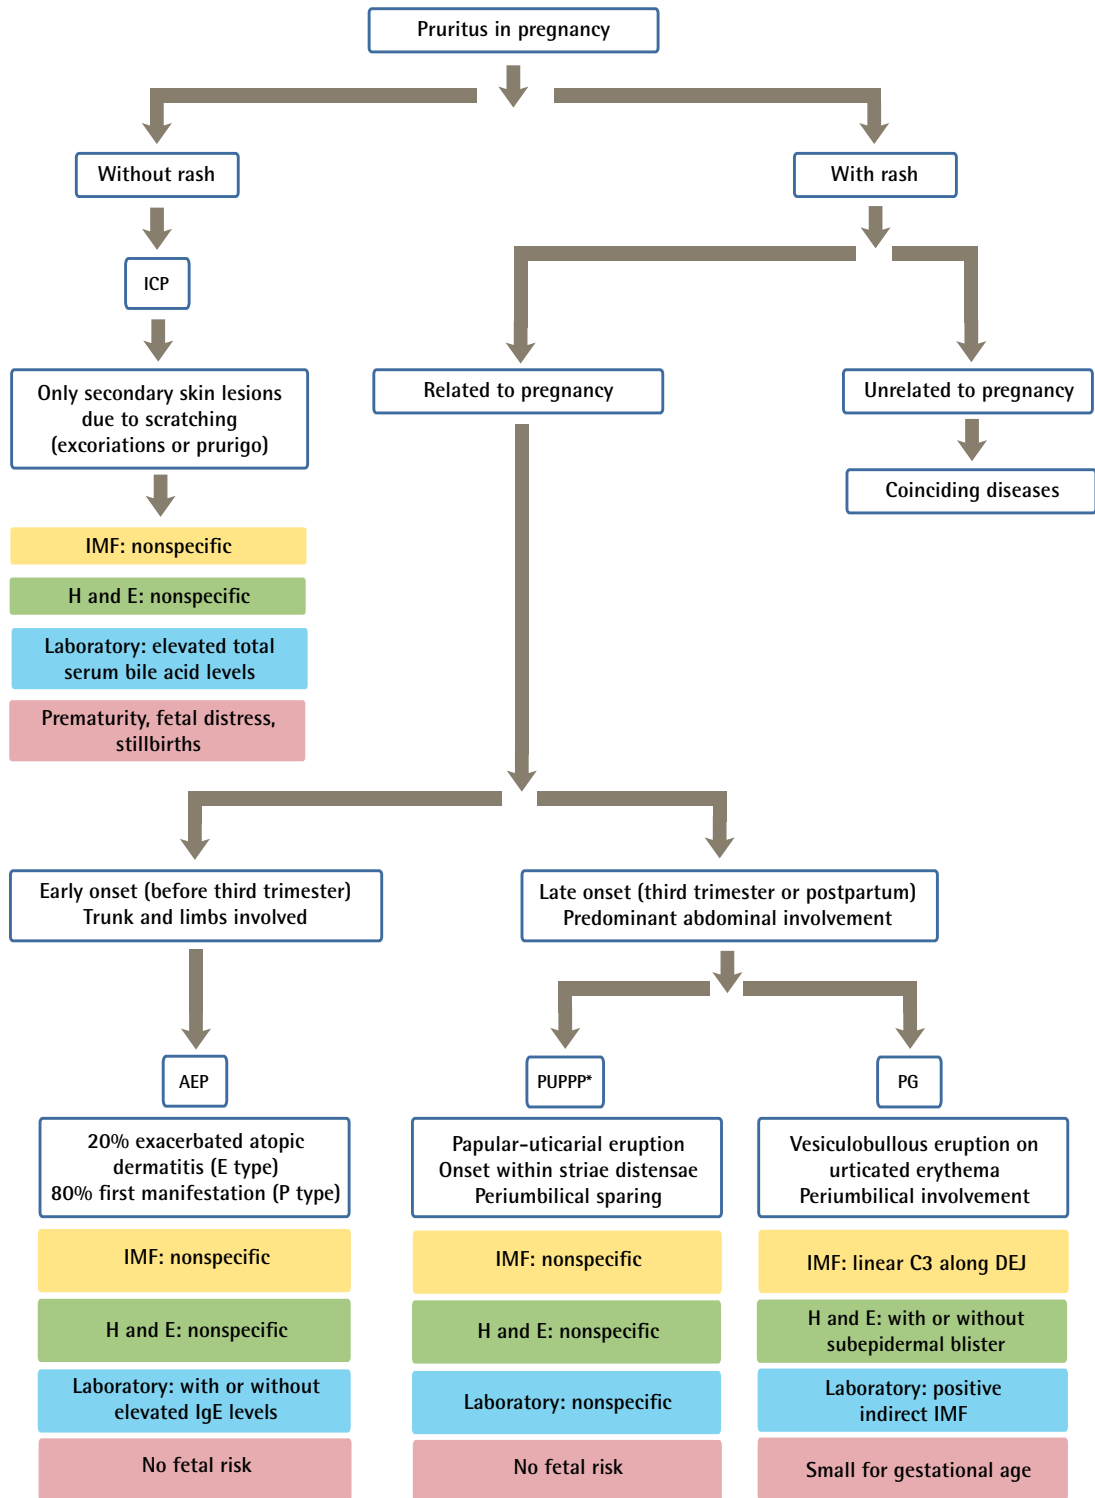 Pruritus in pregnancy
Without rash
With rash
ICP
Only secondary skin lesions
due to scratching
(excoriations or prurigo)
Related to pregnancy
Unrelated to pregnancy
Coinciding diseases
IMF: nonspecific
H and E: nonspecific
Laboratory: elevated total
serum bile acid levels
Prematurity, fetal distress,
stillbirths
Early onset (before third trimester)
Trunk and limbs involved
Late onset (third trimester or postpartum)
Predominant abdominal involvement
AEP
20% exacerbated atopic
dermatitis (E type)
80% first manifestation (P type)
IMF: nonspecific
H and E: nonspecific
Laboratory: with or without
elevated IgE levels
No fetal risk
PUPPP*
Papular-uticarial eruption
Onset within striae distensae
Periumbilical sparing
IMF: nonspecific
H and E: nonspecific
Laboratory: nonspecific
No fetal risk
PG
Vesiculobullous eruption on
urticated erythema
Periumbilical involvement
IMF: linear C3 along DEJ
H and E: with or without
subepidermal blister
Laboratory: positive
indirect IMF
Small for gestational age